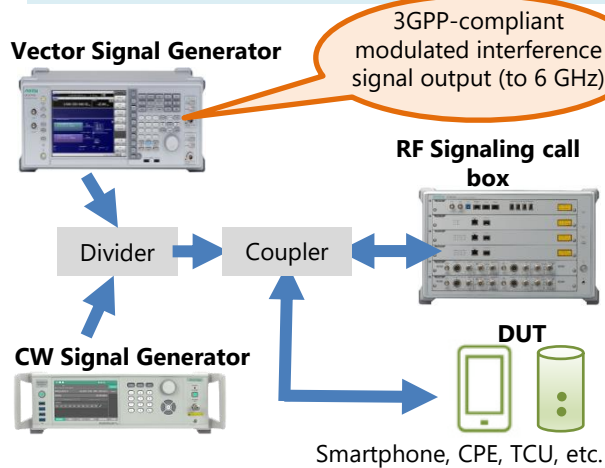 3GPP-compliant
modulated interference
signal output (to 6 GHz)
Vector Signal Generator
RF Signaling call
box
Divider
Coupler
CW Signal Generator
DUT
Smartphone, CPE, TCU, etc.